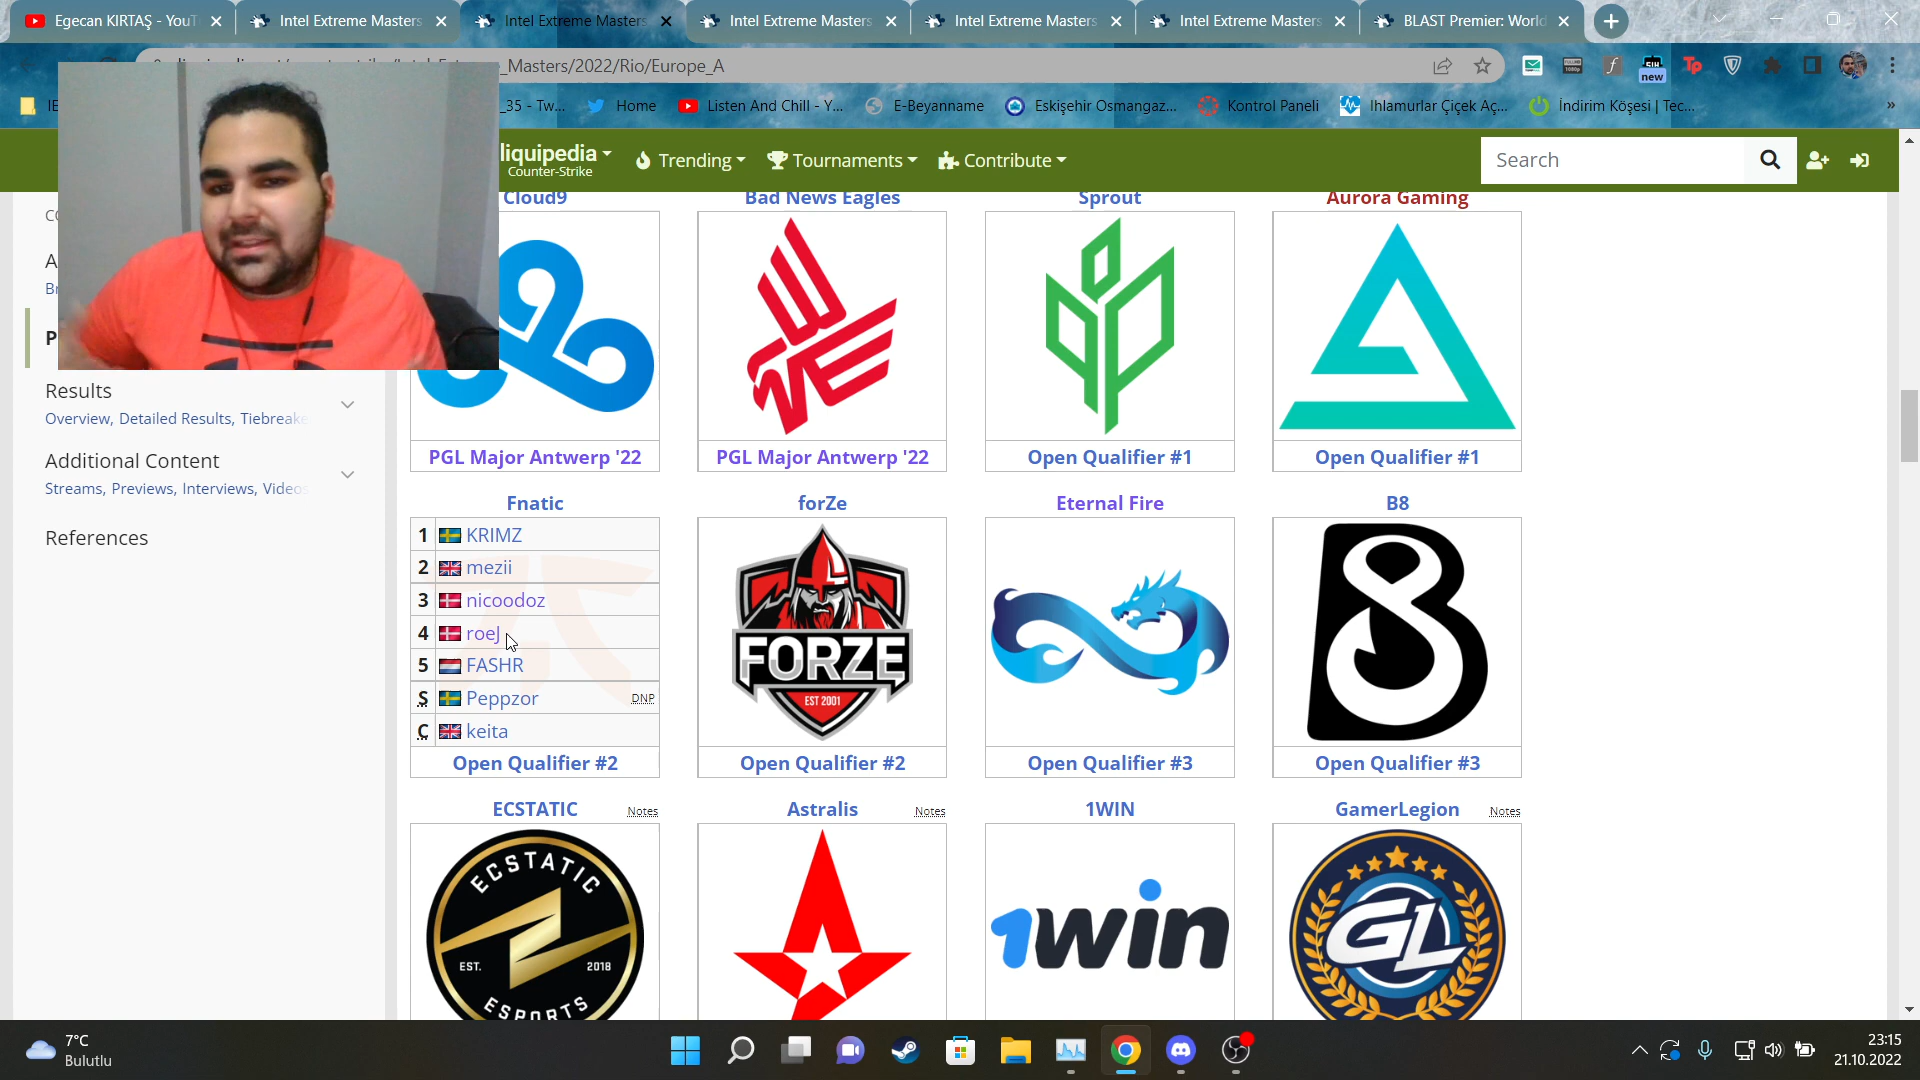 Egecan KIRTAŞ - YouT
Intel Extreme Masters
Intel Extreme Masters
Intel Extreme Masters
Intel Extreme Masters
Intel Extreme Masters
BLAST Premier: World
_Masters/2022/Rio/Europe_A
new
_35 - Tw...
Home
Listen And Chill - Y...
E-Beyanname
Eskişehir Osmangaz...
Kontrol Paneli
Ihlamurlar Çiçek Aç...
İndirim Köşesi | Tec...
»
liquipedia
Counter-Strike
Trending
Tournaments
Contribute
Search
Results
Overview, Detailed Results, Tiebreake
Additional Content
Streams, Previews, Interviews, Videos
References
Cloud9
Bad News Eagles
Sprout
Aurora Gaming
PGL Major Antwerp '22
PGL Major Antwerp '22
Open Qualifier #1
Open Qualifier #1
Fnatic
forZe
Eternal Fire
B8
1 KRIMZ
2 mezii
3 nicoodoz
4 roeJ
5 FASHR
S Peppzor DNP
C keita
FORZE
EST 2001
B8
Open Qualifier #2
Open Qualifier #2
Open Qualifier #3
Open Qualifier #3
ECSTATIC Notes
Astralis Notes
1WIN
GamerLegion Notes
ECSTATIC
EST. 2018
ESPORTS
1win
GL
7°C
Bulutlu
23:15
21.10.2022